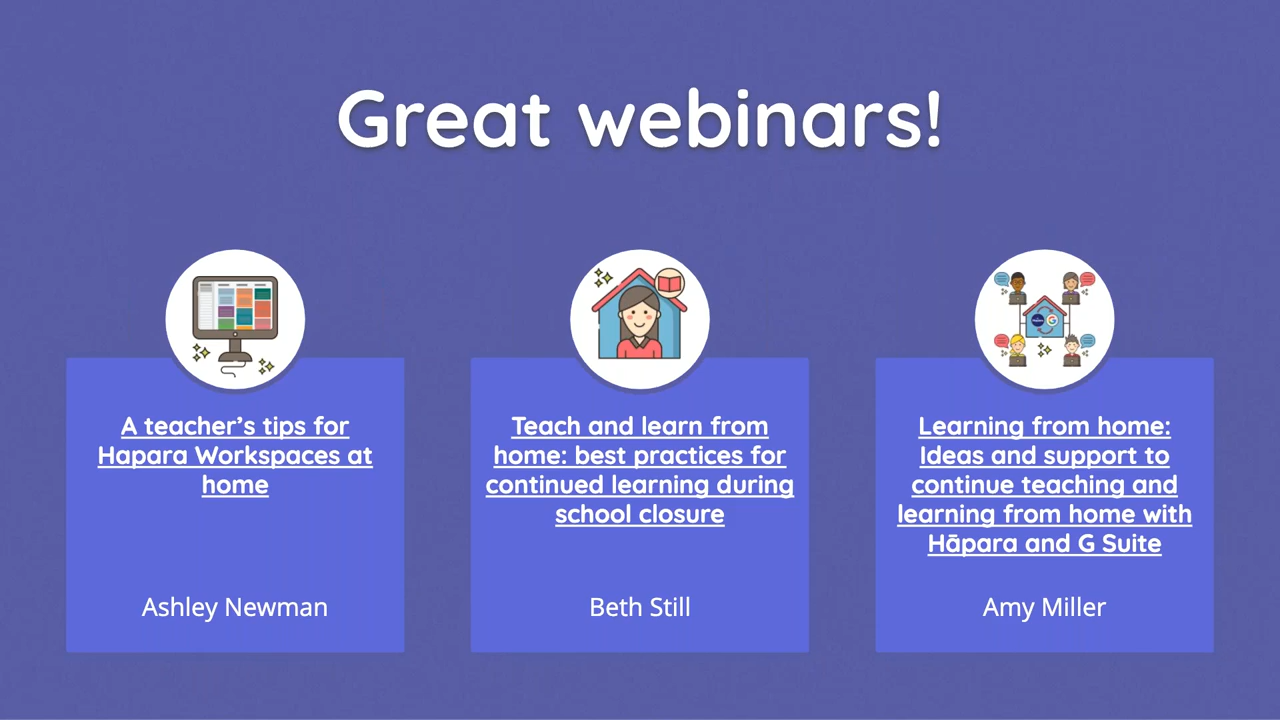 Great webinars!
A teacher’s tips for
Hapara Workspaces at
home
Ashley Newman
Teach and learn from
home: best practices for
continued learning during
school closure
Beth Still
Learning from home:
Ideas and support to
continue teaching and
learning from home with
Hāpara and G Suite
Amy Miller